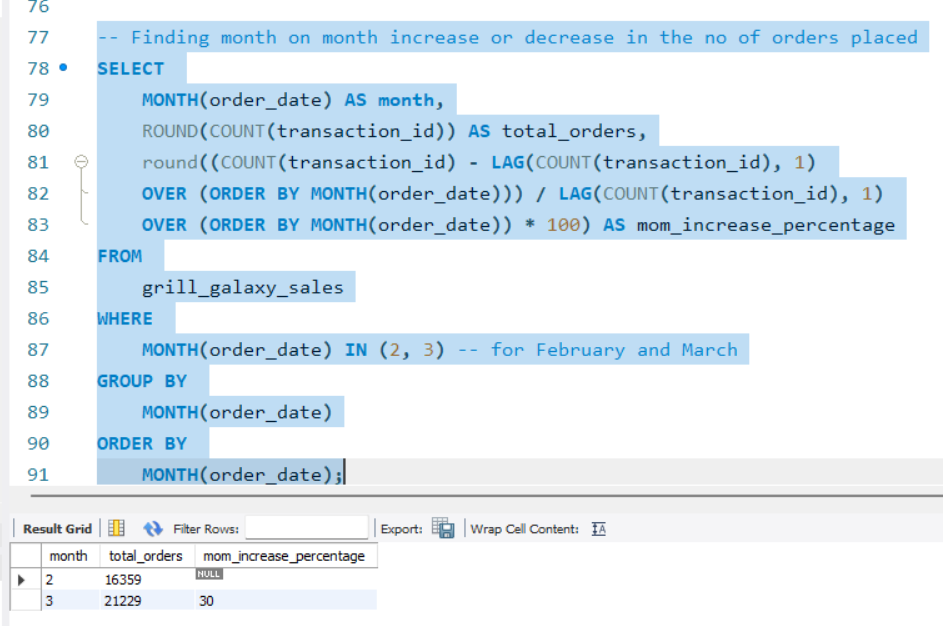 76
77 -- Finding month on month increase or decrease in the no of orders placed
78 SELECT
79 MONTH(order_date) AS month,
80 ROUND(COUNT(transaction_id)) AS total_orders,
81 round((COUNT(transaction_id) - LAG(COUNT(transaction_id), 1)
82 OVER (ORDER BY MONTH(order_date))) / LAG(COUNT(transaction_id), 1)
83 OVER (ORDER BY MONTH(order_date)) * 100) AS mom_increase_percentage
84 FROM
85 grill_galaxy_sales
86 WHERE
87 MONTH(order_date) IN (2, 3) -- for February and March
88 GROUP BY
89 MONTH(order_date)
90 ORDER BY
91 MONTH(order_date);
Result Grid Filter Rows: Export: Wrap Cell Content: IA
month total_orders mom_increase_percentage
2 16359 NULL
3 21229 30